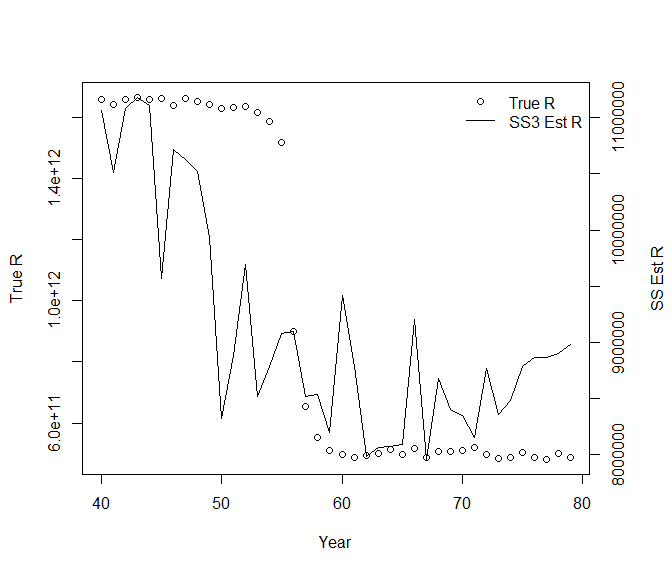 True R
SS3 Est R
1.4e+12
1.0e+12
6.0e+11
True R
11000000
10000000
9000000
8000000
SS Est R
40
50
60
70
80
Year